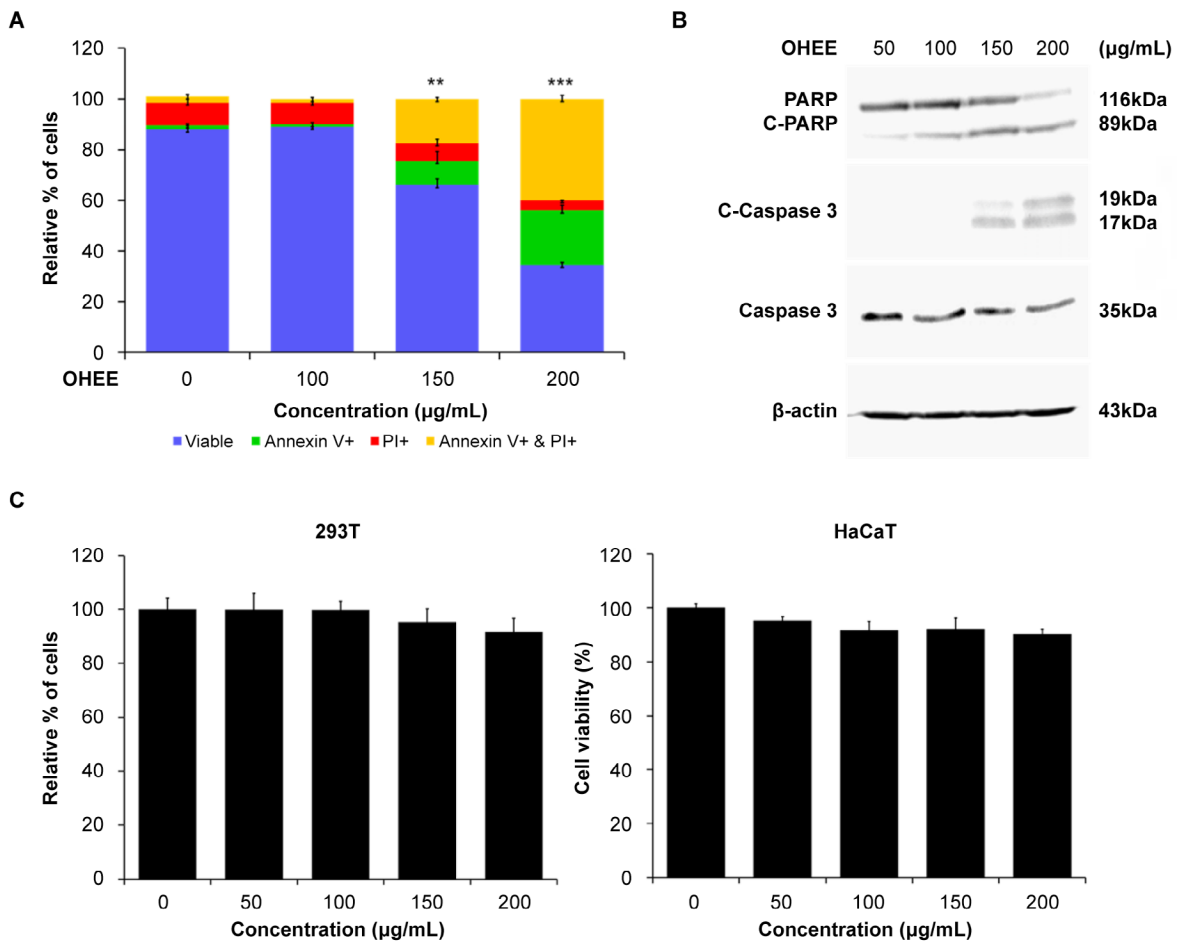 A
120
100
80
60
40
20
0
Relative % of cells
** ***
OHEE 0 100 150 200
Concentration (µg/mL)
Viable Annexin V+ PI+ Annexin V+ & PI+
B
OHEE 50 100 150 200 (µg/mL)
PARP 116kDa
C-PARP 89kDa
C-Caspase 3 19kDa
17kDa
Caspase 3 35kDa
β-actin 43kDa
C
293T
120
100
80
60
40
20
0
Relative % of cells
0 50 100 150 200
Concentration (µg/mL)
HaCaT
120
100
80
60
40
20
0
Cell viability (%)
0 50 100 150 200
Concentration (µg/mL)